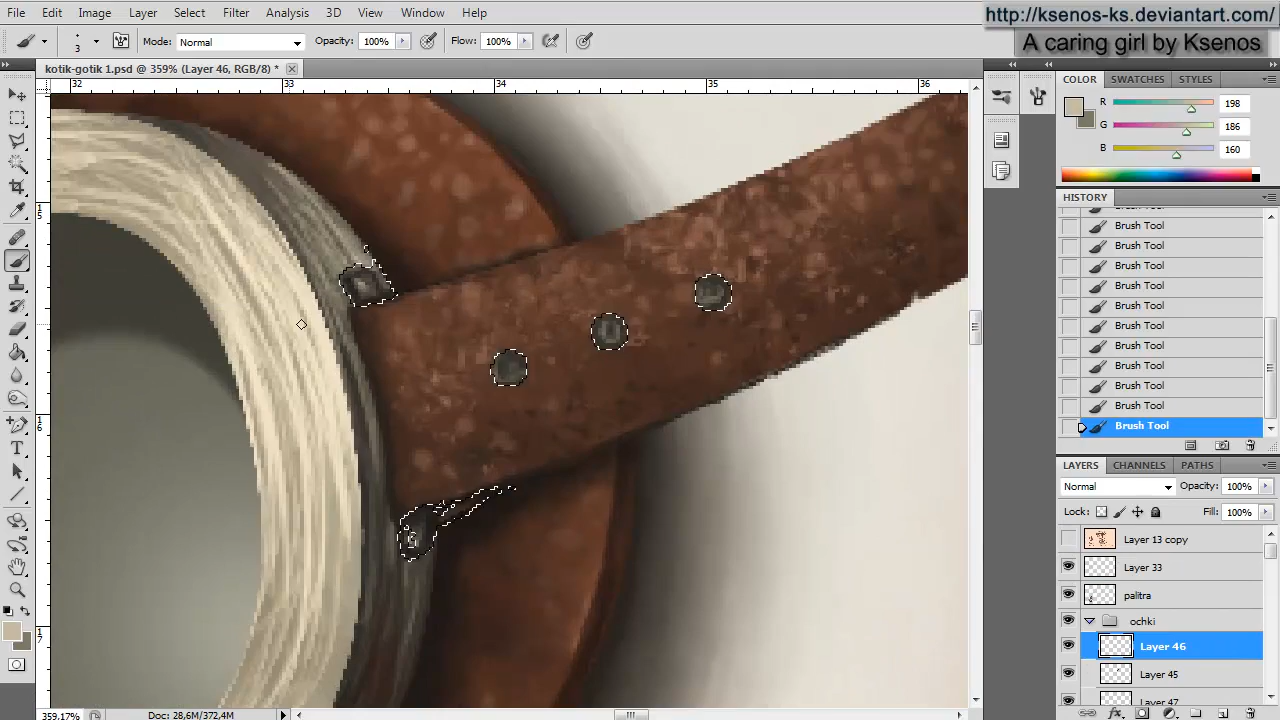 File Edit Image Layer Select Filter Analysis 3D View Window Help
http://ksenos-ks.deviantart.com/
A caring girl by Ksenos
3 Mode: Normal Opacity: 100% Flow: 100%
kotik-gotik 1.psd @ 359% (Layer 46, RGB/8) *
32 33 34 35 36
15
16
17
COLOR SWATCHES STYLES
R 198
G 186
B 160
HISTORY
Brush Tool
Brush Tool
Brush Tool
Brush Tool
Brush Tool
Brush Tool
Brush Tool
Brush Tool
Brush Tool
Brush Tool
Brush Tool
LAYERS CHANNELS PATHS
Normal Opacity: 100%
Lock: Fill: 100%
Layer 13 copy
Layer 33
palitra
ochki
Layer 46
Layer 45
Layer 47
359,17% Doc: 28,6M/372,4M